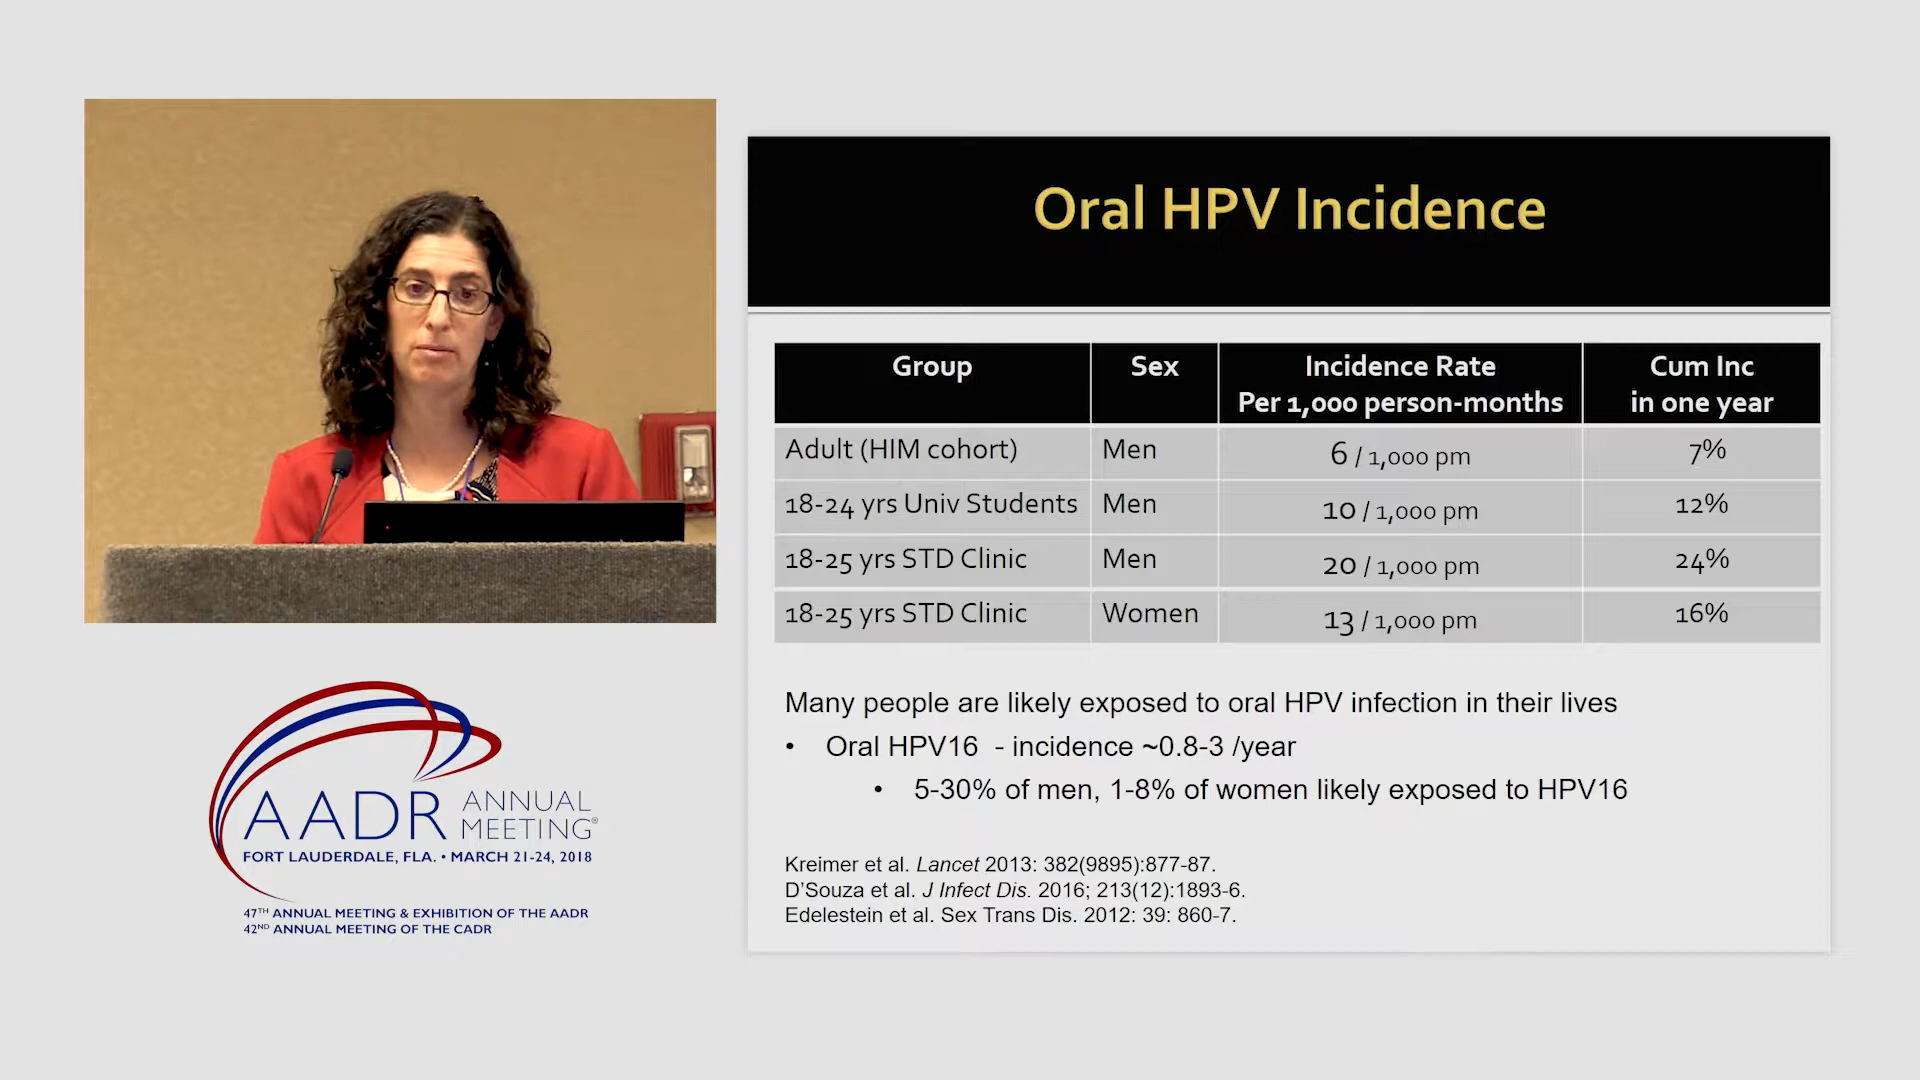 Oral HPV Incidence
Group Sex Incidence Rate Per 1,000 person-months Cum Inc in one year
Adult (HIM cohort) Men 6 / 1,000 pm 7%
18-24 yrs Univ Students Men 10 / 1,000 pm 12%
18-25 yrs STD Clinic Men 20 / 1,000 pm 24%
18-25 yrs STD Clinic Women 13 / 1,000 pm 16%
Many people are likely exposed to oral HPV infection in their lives
• Oral HPV16 - incidence ~0.8-3 /year
• 5-30% of men, 1-8% of women likely exposed to HPV16
Kreimer et al. Lancet 2013: 382(9895):877-87.
D'Souza et al. J Infect Dis. 2016; 213(12):1893-6.
Edelestein et al. Sex Trans Dis. 2012: 39: 860-7.
AADR ANNUAL MEETING®
FORT LAUDERDALE, FLA. • MARCH 21-24, 2018
47TH ANNUAL MEETING & EXHIBITION OF THE AADR
42ND ANNUAL MEETING OF THE CADR